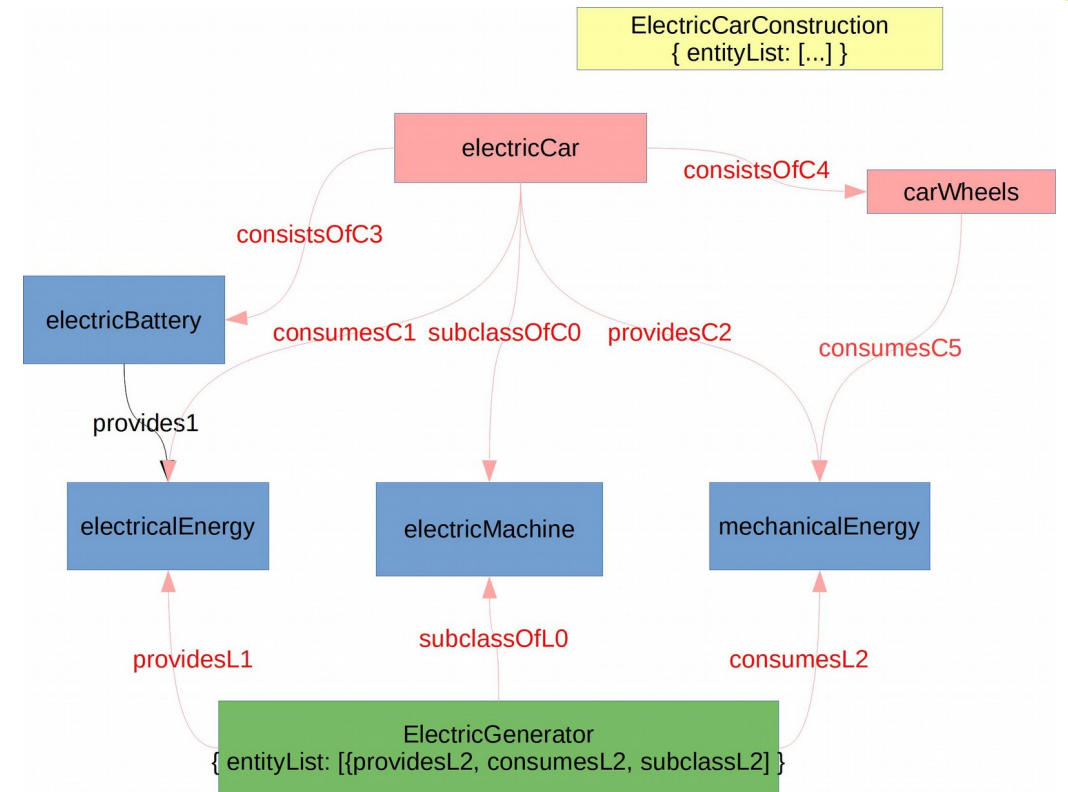 ElectricCarConstruction
{ entityList: [...] }
electricCar
consistsOfC4
carWheels
consistsOfC3
electricBattery
consumesC1
subclassOfC0
providesC2
consumesC5
provides1
electricalEnergy
electricMachine
mechanicalEnergy
providesL1
subclassOfL0
consumesL2
ElectricGenerator
{ entityList: [{providesL2, consumesL2, subclassL2] }